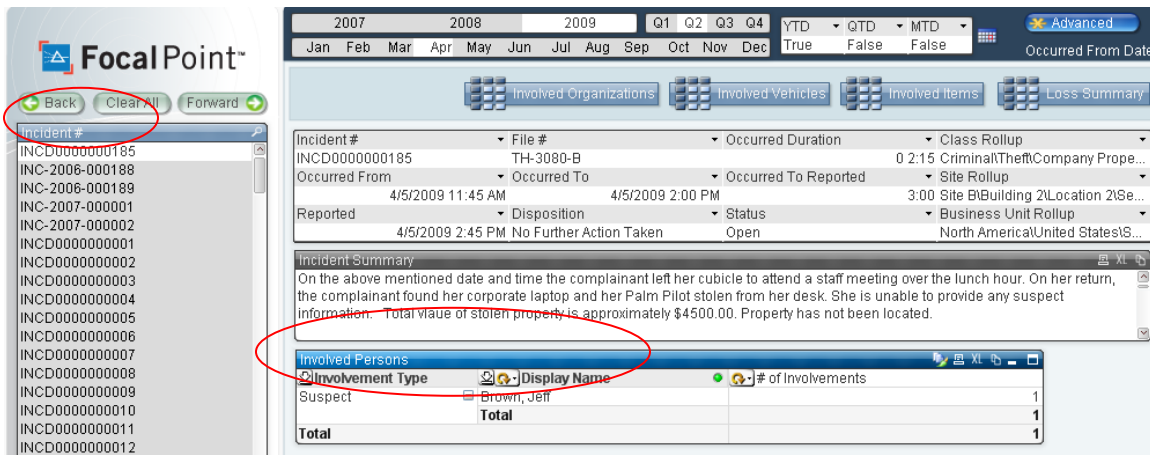 FocalPoint™
Back Clear All Forward
Incident #
INCD0000000185
INC-2006-000188
INC-2006-000189
INC-2007-000001
INC-2007-000002
INCD0000000001
INCD0000000002
INCD0000000003
INCD0000000004
INCD0000000005
INCD0000000006
INCD0000000007
INCD0000000008
INCD0000000009
INCD0000000010
INCD0000000011
INCD0000000012
2007 2008 2009 Q1 Q2 Q3 Q4 YTD QTD MTD Advanced
Jan Feb Mar Apr May Jun Jul Aug Sep Oct Nov Dec True False False Occurred From Date
Involved Organizations Involved Vehicles Involved Items Loss Summary
Incident # File # Occurred Duration Class Rollup
INCD0000000185 TH-3080-B 0 2:15 Criminal\Theft\Company Prope...
Occurred From Occurred To Occurred To Reported Site Rollup
4/5/2009 11:45 AM 4/5/2009 2:00 PM 3:00 Site B\Building 2\Location 2\Se...
Reported Disposition Status Business Unit Rollup
4/5/2009 2:45 PM No Further Action Taken Open North America\United States\S...
Incident Summary XL
On the above mentioned date and time the complainant left her cubicle to attend a staff meeting over the lunch hour. On her return,
the complainant found her corporate laptop and her Palm Pilot stolen from her desk. She is unable to provide any suspect
information. Total vlaue of stolen property is approximately $4500.00. Property has not been located.
Involved Persons XL
Involvement Type Display Name # of Involvements
Suspect Brown, Jeff 1
Total 1
Total 1